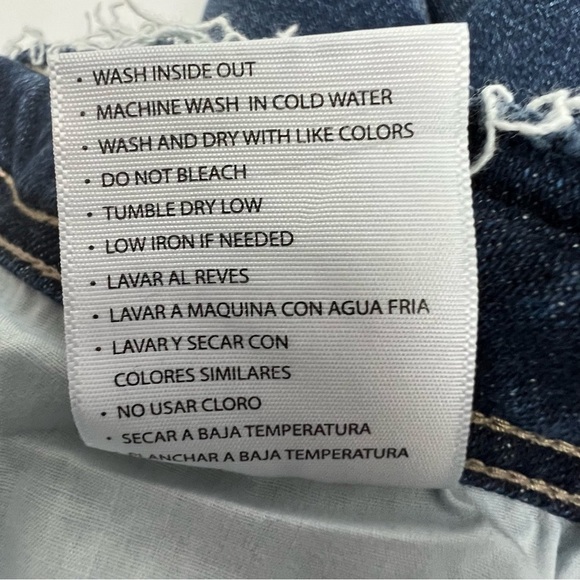 • WASH INSIDE OUT
• MACHINE WASH IN COLD WATER
• WASH AND DRY WITH LIKE COLORS
• DO NOT BLEACH
• TUMBLE DRY LOW
• LOW IRON IF NEEDED
• LAVAR AL REVES
• LAVAR A MAQUINA CON AGUA FRIA
• LAVAR Y SECAR CON
COLORES SIMILARES
• NO USAR CLORO
• SECAR A BAJA TEMPERATURA
PLANCHAR A BAJA TEMPERATURA